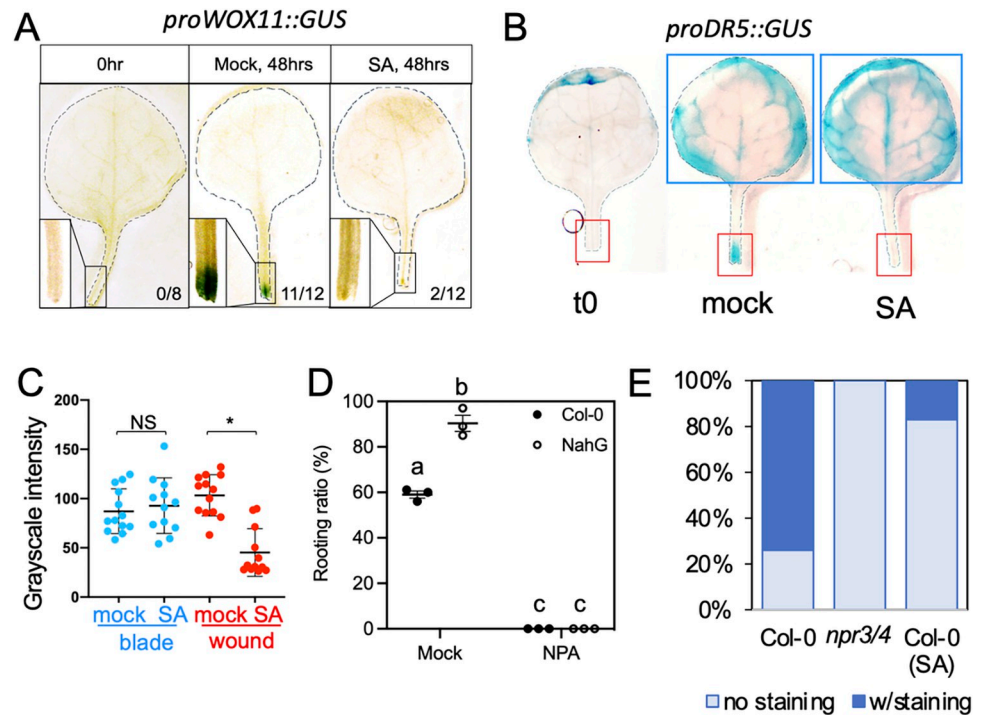 A
proWOX11::GUS
0hr
Mock, 48hrs
SA, 48hrs
0/8
11/12
2/12
B
proDR5::GUS
t0
mock
SA
C
Grayscale intensity
200
150
100
50
0
NS
*
mock SA
mock SA
blade
wound
D
Rooting ratio (%)
100
80
60
40
20
0
a
b
c
c
Col-0
NahG
Mock
NPA
E
100%
80%
60%
40%
20%
0%
Col-0
npr3/4
Col-0
(SA)
no staining
w/staining